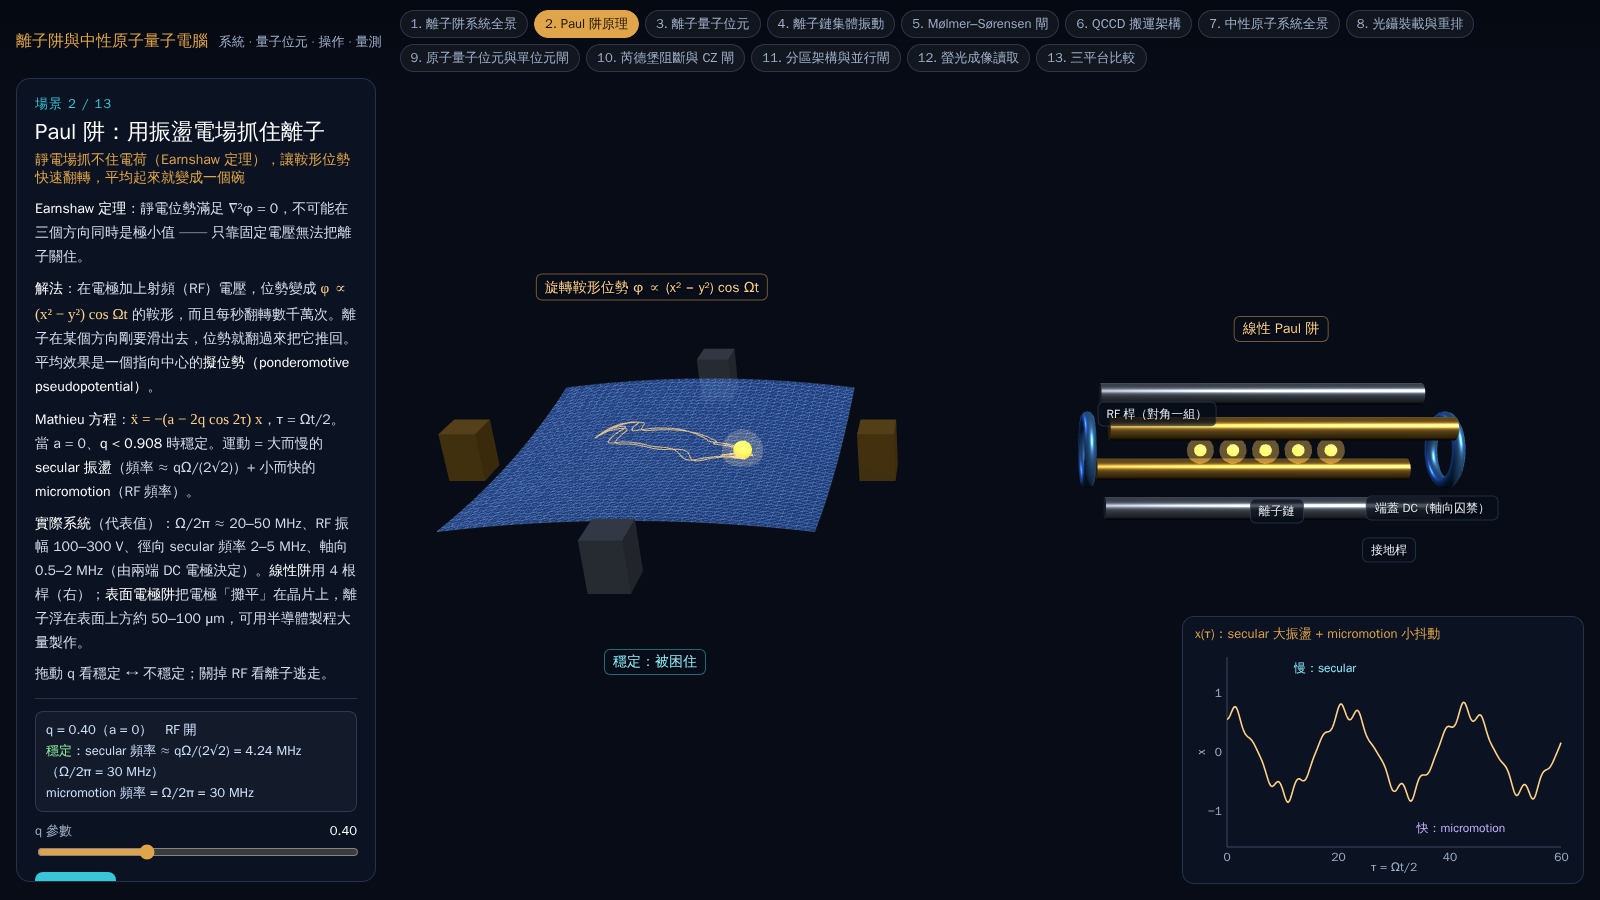 離子阱與中性原子量子電腦
系統 · 量子位元 · 操作 · 量測
1. 離子阱系統全景
2. Paul 阱原理
3. 離子量子位元
4. 離子鏈集體振動
5. Mølmer–Sørensen 閘
6. QCCD 搬運架構
7. 中性原子系統全景
8. 光鑷裝載與重排
9. 原子量子位元與單位元閘
10. 芮德堡阻斷與 CZ 閘
11. 分區架構與並行閘
12. 螢光成像讀取
13. 三平台比較
場景 2 / 13
Paul 阱：用振盪電場抓住離子
靜電場抓不住電荷（Earnshaw 定理），讓鞍形位勢
快速翻轉，平均起來就變成一個碗
Earnshaw 定理：靜電位勢滿足 ∇²φ = 0，不可能在
三個方向同時是極小值 —— 只靠固定電壓無法把離
子關住。
解法：在電極加上射頻（RF）電壓，位勢變成 φ ∝
(x² − y²) cos Ωt 的鞍形，而且每秒翻轉數千萬次。離
子在某個方向剛要滑出去，位勢就翻過來把它推回。
平均效果是一個指向中心的擬位勢（ponderomotive
pseudopotential）。
Mathieu 方程：ẍ = −(a − 2q cos 2τ) x，τ = Ωt/2。
當 a = 0、q < 0.908 時穩定。運動 = 大而慢的
secular 振盪（頻率 ≈ qΩ/(2√2)）+ 小而快的
micromotion（RF 頻率）。
實際系統（代表值）：Ω/2π ≈ 20–50 MHz、RF 振
幅 100–300 V、徑向 secular 頻率 2–5 MHz、軸向
0.5–2 MHz（由兩端 DC 電極決定）。線性阱用 4 根
桿（右）；表面電極阱把電極「攤平」在晶片上，離
子浮在表面上方約 50–100 μm，可用半導體製程大
量製作。
拖動 q 看穩定 ↔ 不穩定；關掉 RF 看離子逃走。
q = 0.40（a = 0）　RF 開
穩定：secular 頻率 ≈ qΩ/(2√2) = 4.24 MHz
（Ω/2π = 30 MHz）
micromotion 頻率 = Ω/2π = 30 MHz
q 參數
0.40
旋轉鞍形位勢 φ ∝ (x² − y²) cos Ωt
穩定：被困住
線性 Paul 阱
RF 桿（對角一組）
離子鏈
端蓋 DC（軸向囚禁）
接地桿
x(τ)：secular 大振盪 + micromotion 小抖動
慢：secular
1
x
0
−1
快：micromotion
0
20
40
60
τ = Ωt/2